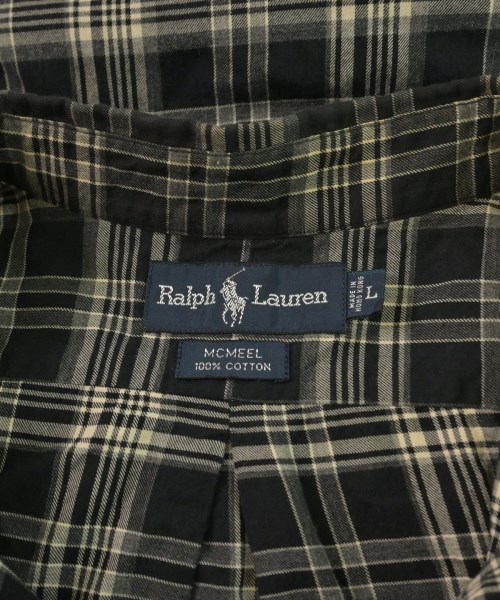 Ralph Lauren
MADE IN
HONG KONG
L
MCMEEL
100% COTTON